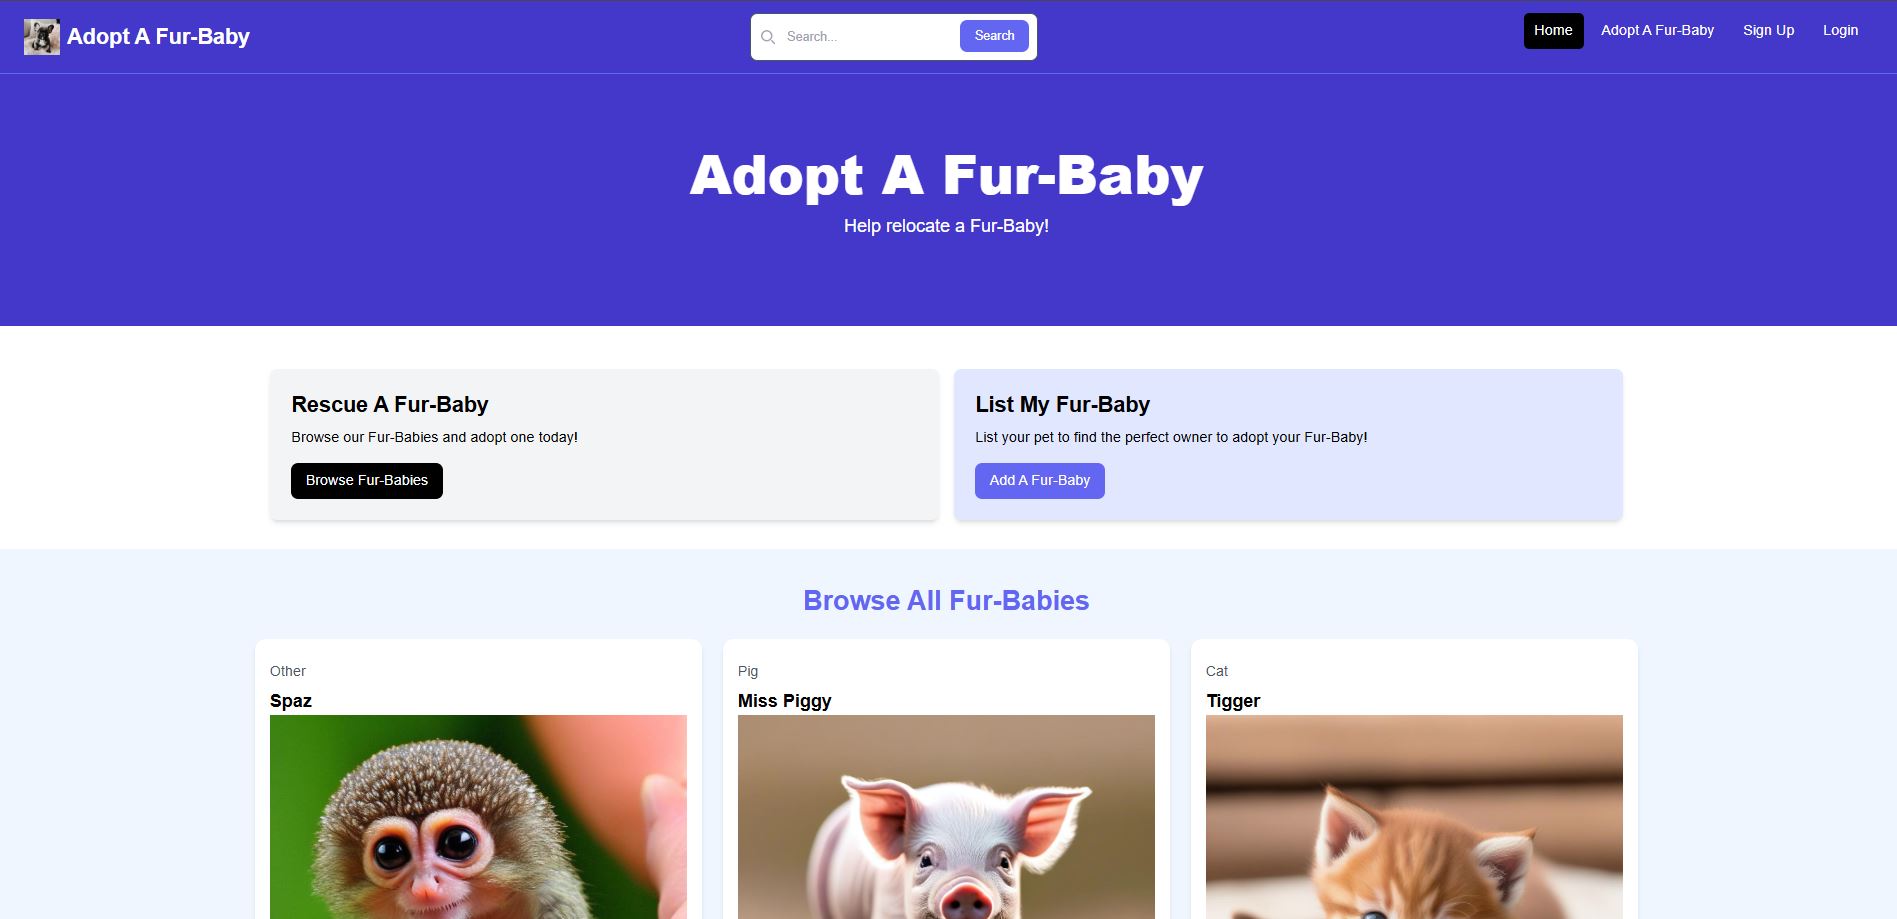 Adopt A Fur-Baby
Search...
Search
Home
Adopt A Fur-Baby
Sign Up
Login
Adopt A Fur-Baby
Help relocate a Fur-Baby!
Rescue A Fur-Baby
Browse our Fur-Babies and adopt one today!
Browse Fur-Babies
List My Fur-Baby
List your pet to find the perfect owner to adopt your Fur-Baby!
Add A Fur-Baby
Browse All Fur-Babies
Other
Spaz
Pig
Miss Piggy
Cat
Tigger